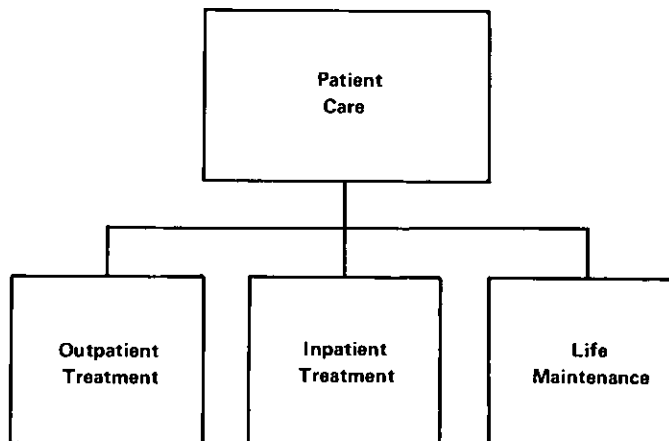 Patient
Care
Outpatient
Treatment
Inpatient
Treatment
Life
Maintenance